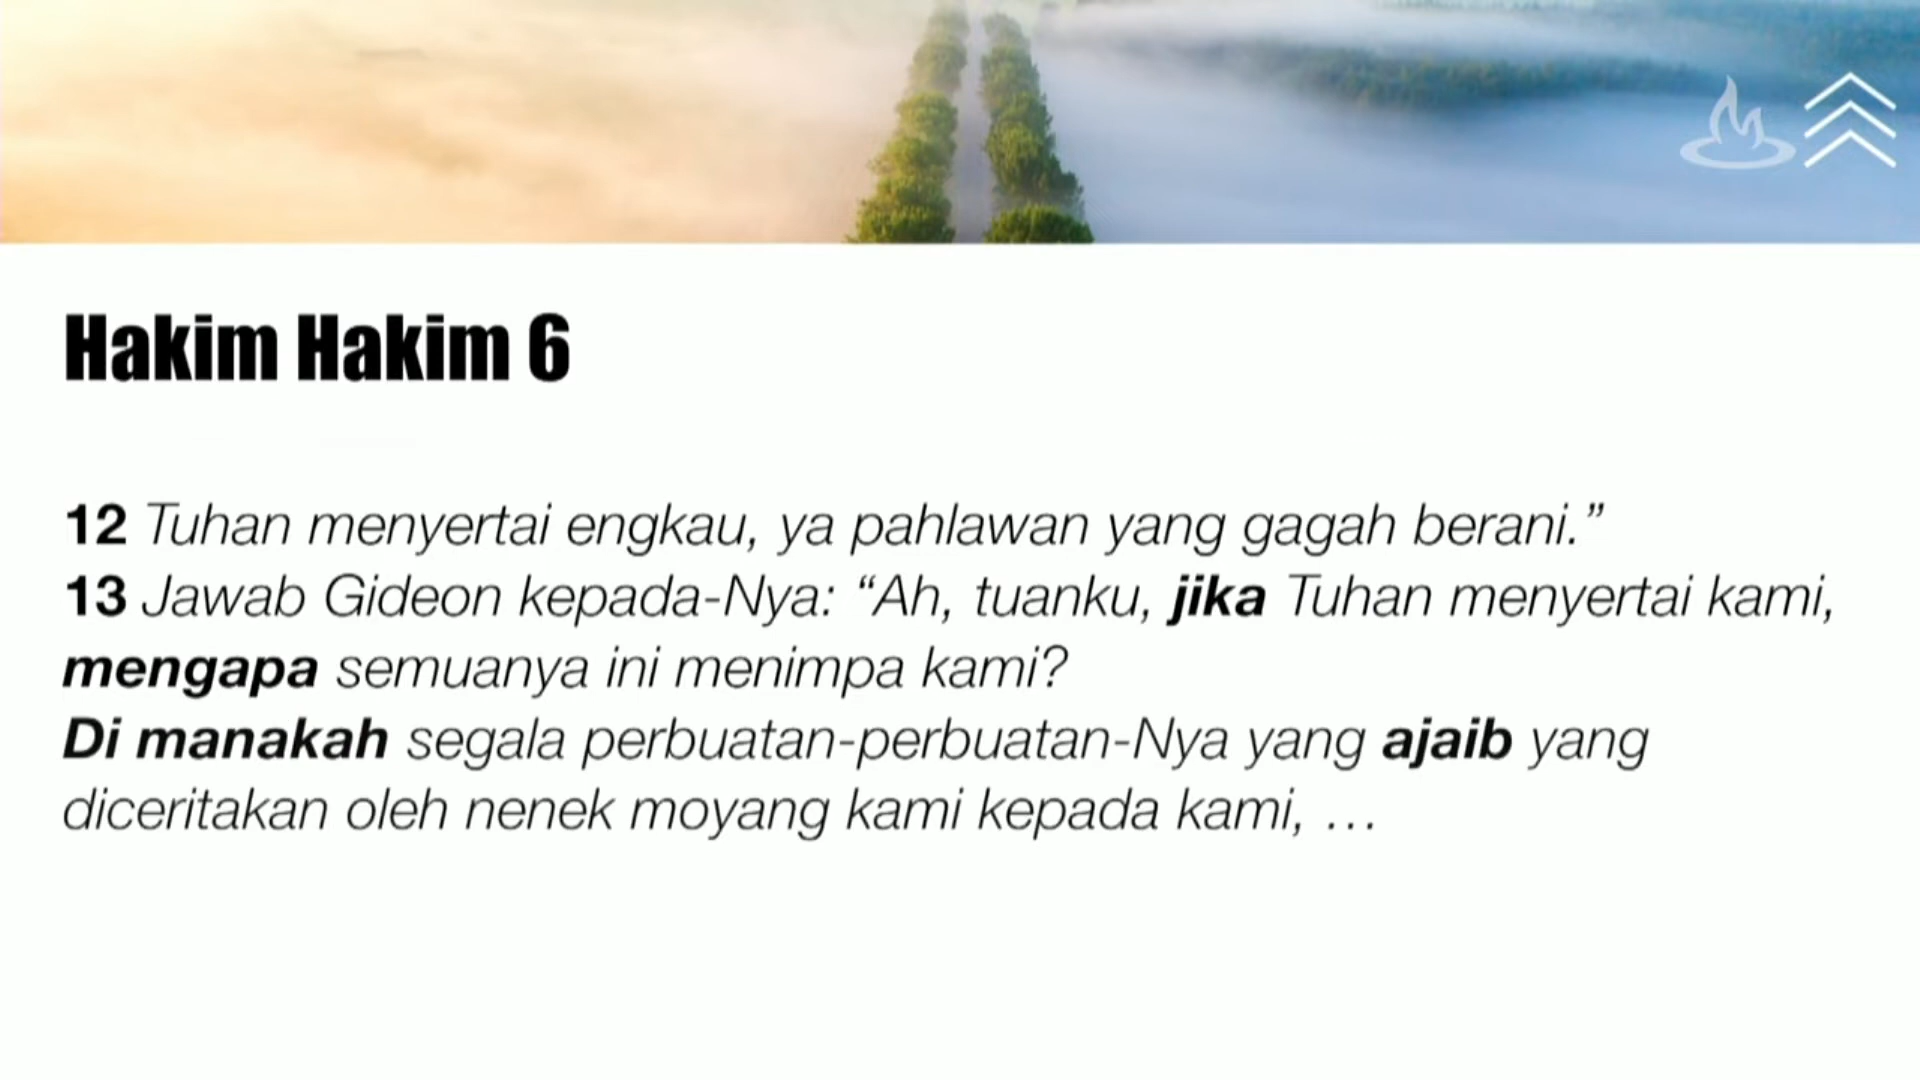 Hakim Hakim 6
12 Tuhan menyertai engkau, ya pahlawan yang gagah berani.”
13 Jawab Gideon kepada-Nya: “Ah, tuanku, jika Tuhan menyertai kami,
mengapa semuanya ini menimpa kami?
Di manakah segala perbuatan-perbuatan-Nya yang ajaib yang
diceritakan oleh nenek moyang kami kepada kami, …